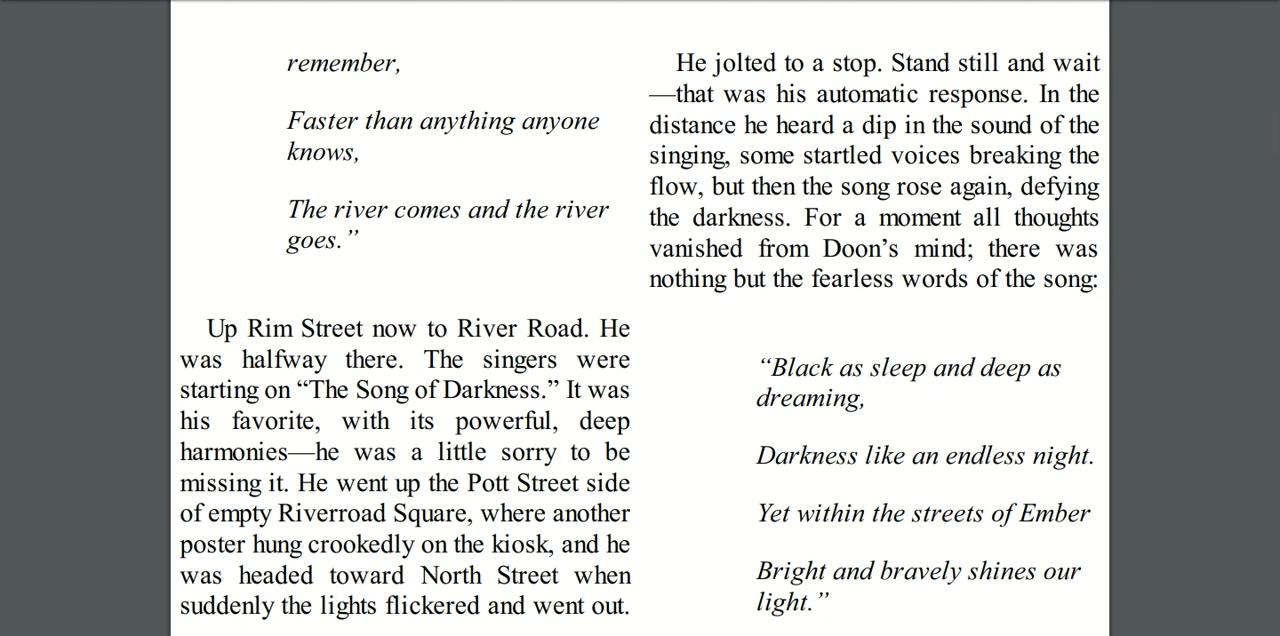 remember,
Faster than anything anyone
knows,
The river comes and the river
goes.”
Up Rim Street now to River Road. He
was halfway there. The singers were
starting on “The Song of Darkness.” It was
his favorite, with its powerful, deep
harmonies—he was a little sorry to be
missing it. He went up the Pott Street side
of empty Riverroad Square, where another
poster hung crookedly on the kiosk, and he
was headed toward North Street when
suddenly the lights flickered and went out.
He jolted to a stop. Stand still and wait
—that was his automatic response. In the
distance he heard a dip in the sound of the
singing, some startled voices breaking the
flow, but then the song rose again, defying
the darkness. For a moment all thoughts
vanished from Doon’s mind; there was
nothing but the fearless words of the song:
“Black as sleep and deep as
dreaming,
Darkness like an endless night.
Yet within the streets of Ember
Bright and bravely shines our
light.”